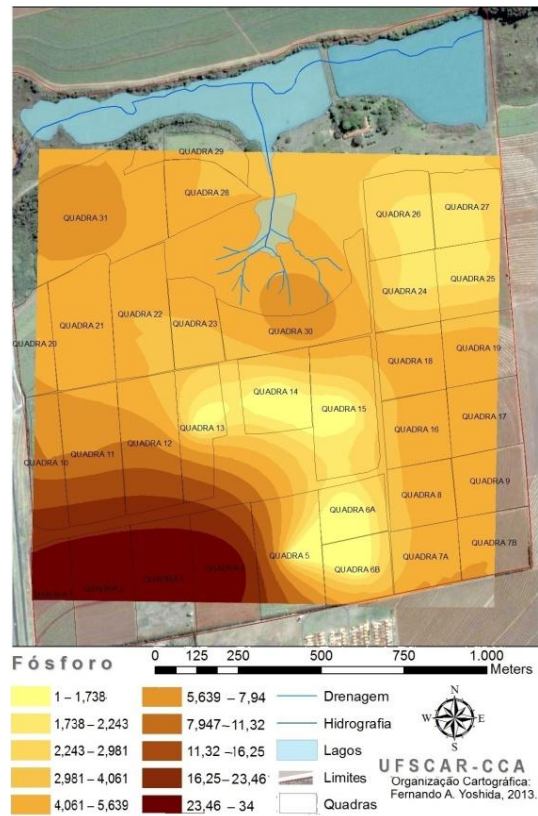 QUADRA 29
QUADRA 28
QUADRA 31
QUADRA 26
QUADRA 27
QUADRA 24
QUADRA 25
QUADRA 22
QUADRA 21
QUADRA 23
QUADRA 30
QUADRA 20
QUADRA 19
QUADRA 18
QUADRA 14
QUADRA 15
QUADRA 13
QUADRA 16
QUADRA 17
QUADRA 12
QUADRA 11
QUADRA 10
QUADRA 8
QUADRA 9
QUADRA 6A
QUADRA 5
QUADRA 7A
QUADRA 7B
QUADRA 6B
Fósforo
0 125 250 500 750 1.000
Meters
1 – 1,738
1,738 – 2,243
2,243 – 2,981
2,981 – 4,061
4,061 – 5,639
5,639 – 7,94
7,947–11,32
11,32 –16,25
16,25–23,46
23,46 – 34
Drenagem
Hidrografia
Lagos
Limites
Quadras
N
W E
S
UFSCAR-CCA
Organização Cartográfica:
Fernando A. Yoshida, 2013.